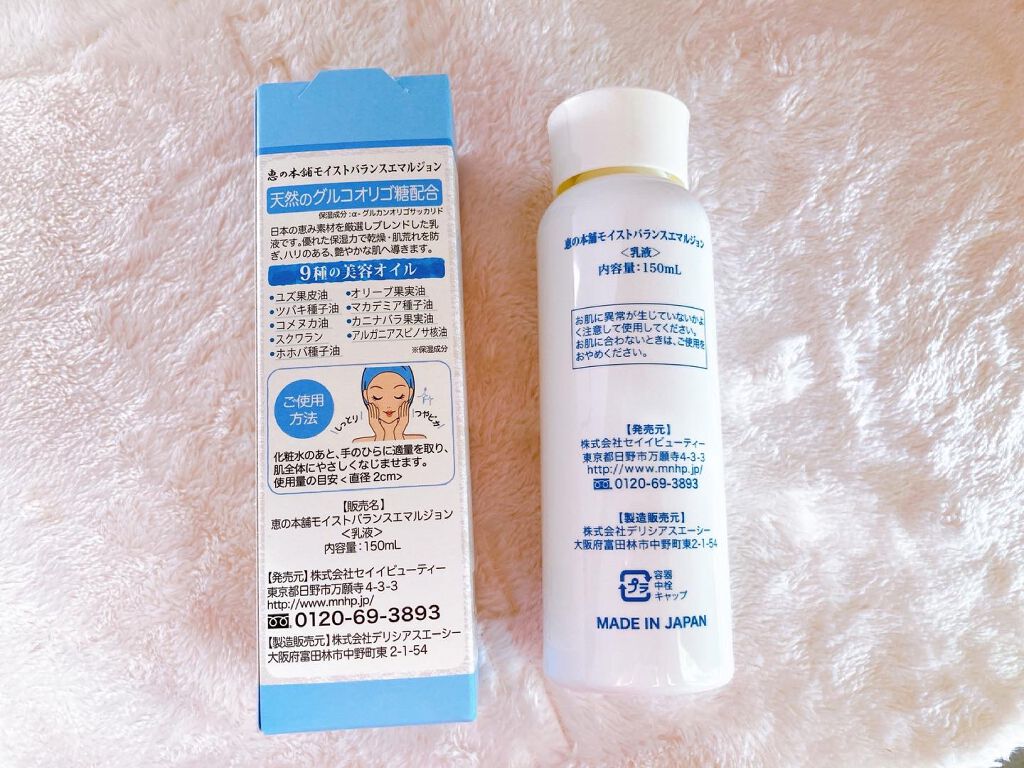 恵の本舗モイストバランスエマルジョン
天然のグルコオリゴ糖配合
保湿成分:α-グルカンオリゴサッカリド
日本の恵み素材を厳選しブレンドした乳
液です。優れた保湿力で乾燥・肌荒れを防
ぎ、ハリのある、艶やかな肌へ導きます。
9種の美容オイル
•ユズ果皮油
•ツバキ種子油
•コメヌカ油
•スクワラン
•ホホバ種子油
•オリーブ果実油
•マカデミア種子油
•カニナバラ果実油
•アルガニアスピノサ核油
※保湿成分
ご使用
方法
しっとり
つやピカ
化粧水のあと、手のひらに適量を取り、
肌全体にやさしくなじませます。
使用量の目安<直径2cm>
【販売名】
恵の本舗モイストバランスエマルジョン
<乳液>
内容量:150mL
【発売元】株式会社セイイビューティー
東京都日野市万願寺4-3-3
http://www.mnhp.jp/
0120-69-3893
【製造販売元】株式会社デリシアスエーシー
大阪府富田林市中野町東2-1-54
恵の本舗モイストバランスエマルジョン
<乳液>
内容量:150mL
お肌に異常が生じていないかよ
く注意して使用してください。
お肌に合わないときは、ご使用を
おやめください。
【発売元】
株式会社セイイビューティー
東京都日野市万願寺4-3-3
http://www.mnhp.jp/
0120-69-3893
【製造販売元】
株式会社デリシアスエーシー
大阪府富田林市中野町東2-1-54
プラ
容器
中栓
キャップ
MADE IN JAPAN